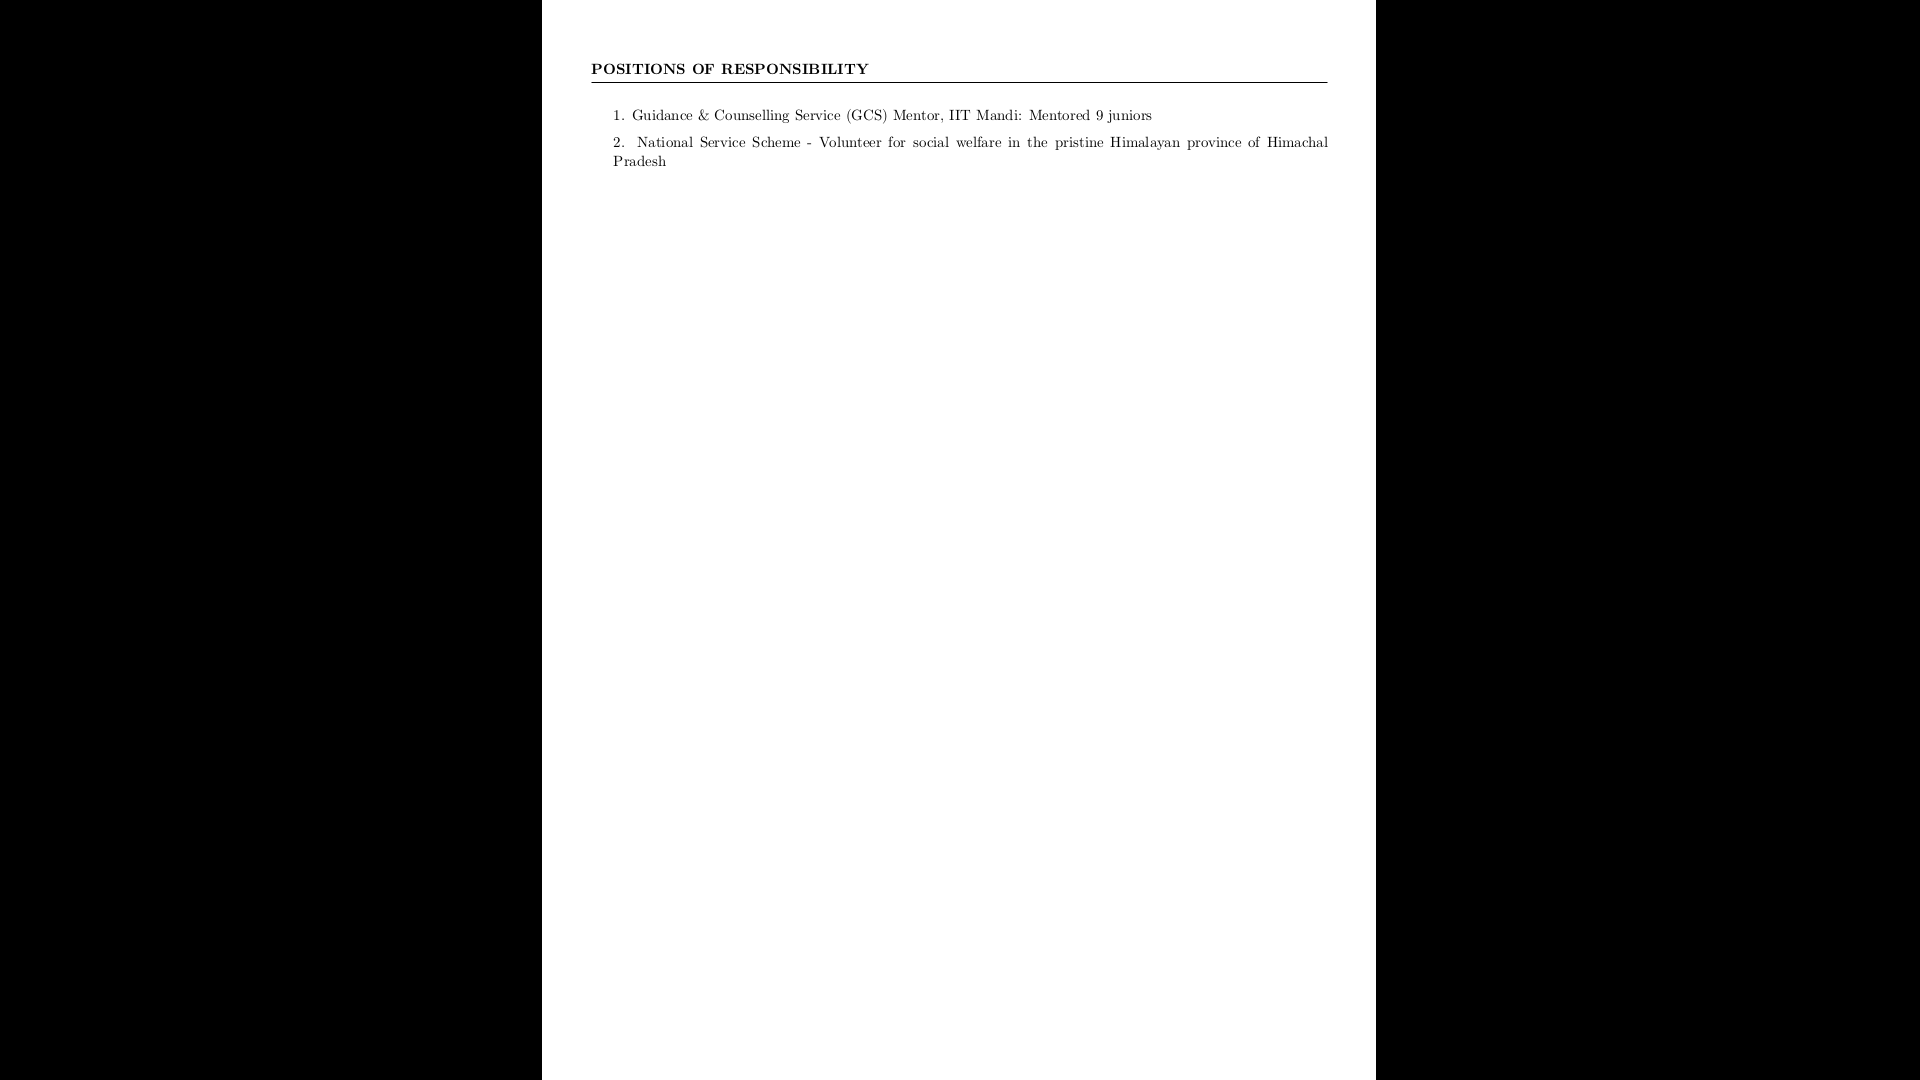 POSITIONS OF RESPONSIBILITY
1. Guidance & Counselling Service (GCS) Mentor, IIT Mandi: Mentored 9 juniors
2. National Service Scheme - Volunteer for social welfare in the pristine Himalayan province of Himachal
Pradesh